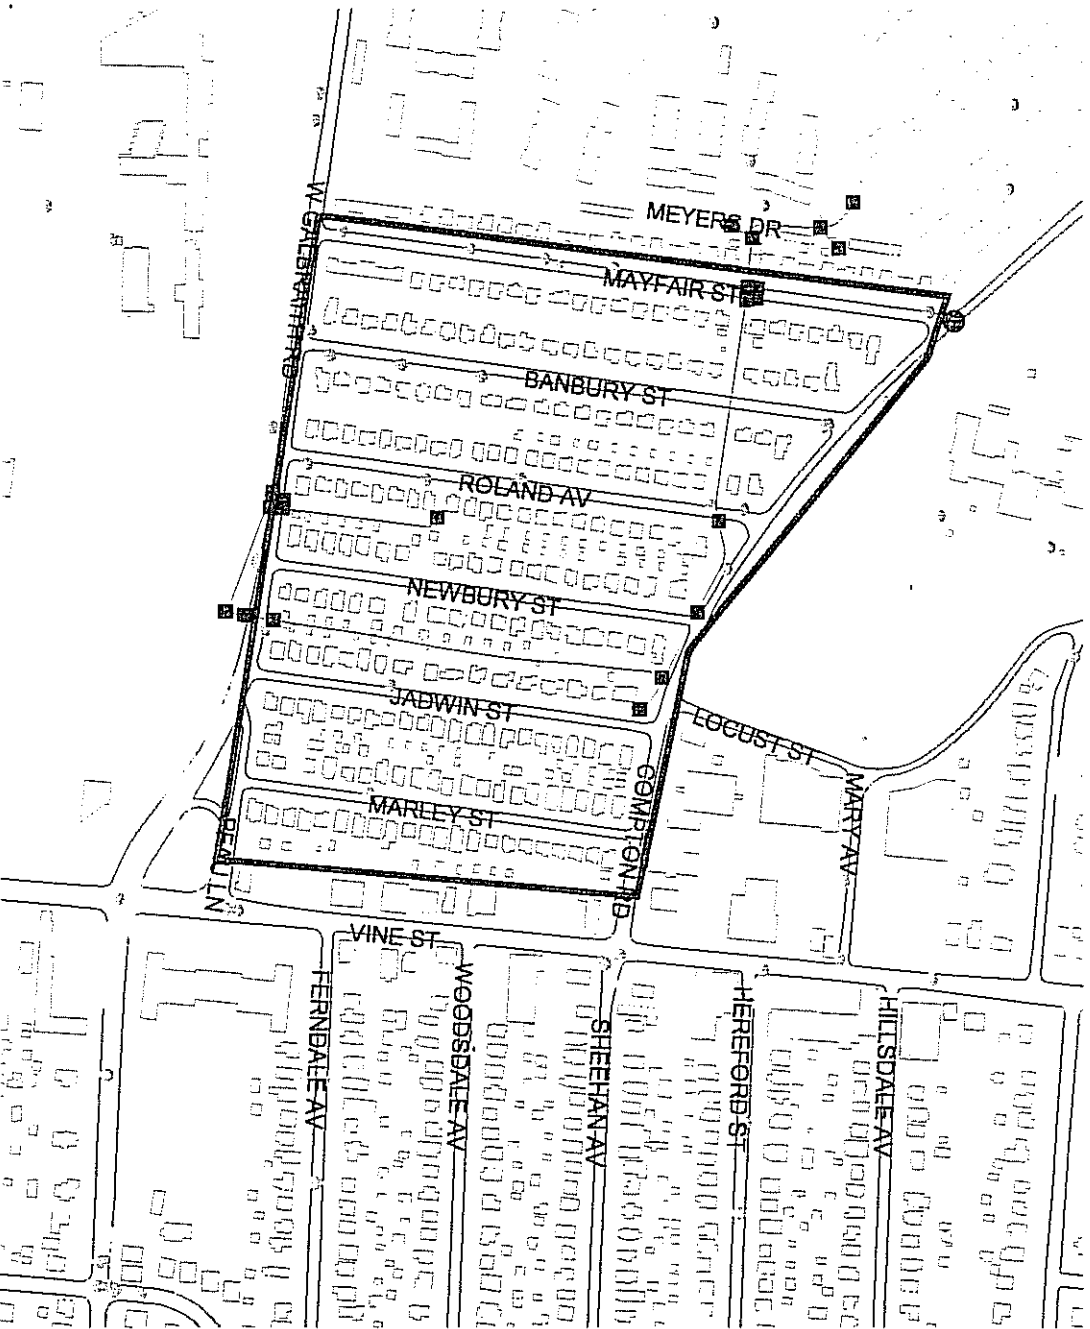 MEYERS DR
W GALBRAITH RD
MAYFAIR ST
BANBURY ST
ROLAND AV
NEWBURY ST
JADWIN ST
LOCUST ST
COMPTON RD
MARY AV
MARLEY ST
LN
VINE ST
FERNDALE AV
WOODSDALE AV
SHEEHAN AV
HEREFORD ST
HILLSDALE AV